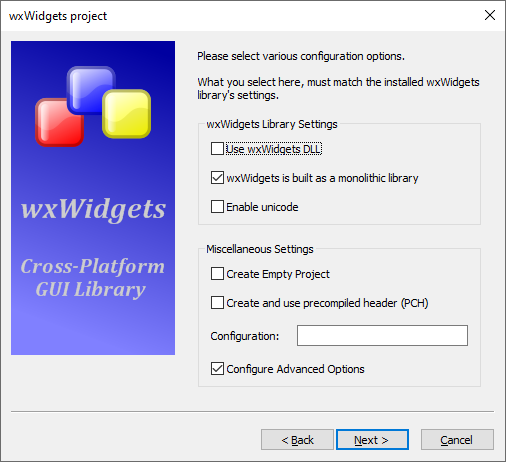 wxWidgets project
Please select various configuration options.
What you select here, must match the installed wxWidgets
library's settings.
wxWidgets Library Settings
Use wxWidgets DLL
wxWidgets is built as a monolithic library
Enable unicode
wxWidgets
Cross-Platform
GUI Library
Miscellaneous Settings
Create Empty Project
Create and use precompiled header (PCH)
Configuration:
Configure Advanced Options
< Back
Next >
Cancel